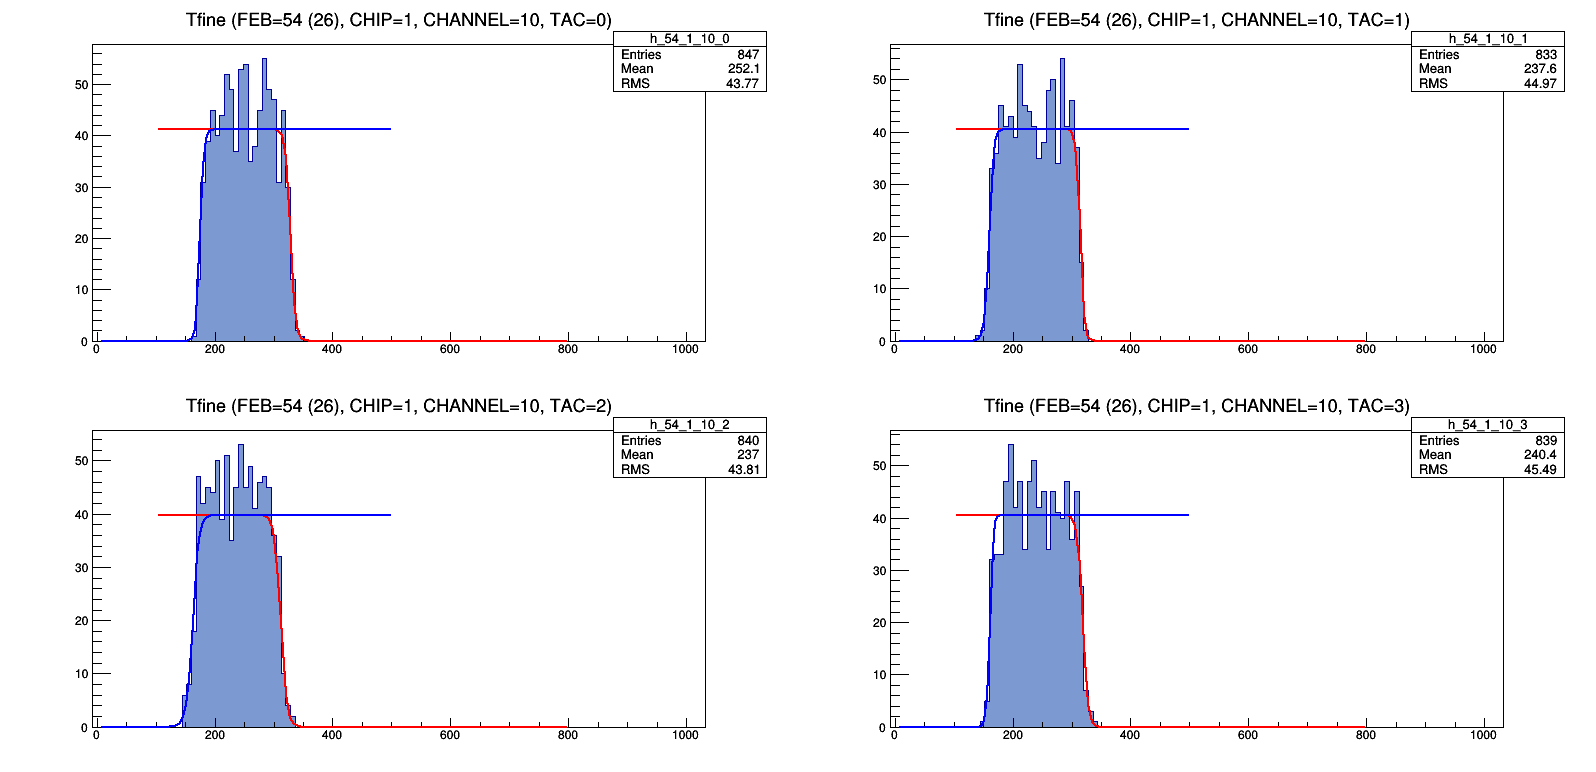 Tfine (FEB=54 (26), CHIP=1, CHANNEL=10, TAC=0)
h_54_1_10_0
Entries 847
Mean 252.1
RMS 43.77
50
40
30
20
10
0
0 200 400 600 800 1000
Tfine (FEB=54 (26), CHIP=1, CHANNEL=10, TAC=1)
h_54_1_10_1
Entries 833
Mean 237.6
RMS 44.97
50
40
30
20
10
0
0 200 400 600 800 1000
Tfine (FEB=54 (26), CHIP=1, CHANNEL=10, TAC=2)
h_54_1_10_2
Entries 840
Mean 237
RMS 43.81
50
40
30
20
10
0
0 200 400 600 800 1000
Tfine (FEB=54 (26), CHIP=1, CHANNEL=10, TAC=3)
h_54_1_10_3
Entries 839
Mean 240.4
RMS 45.49
50
40
30
20
10
0
0 200 400 600 800 1000